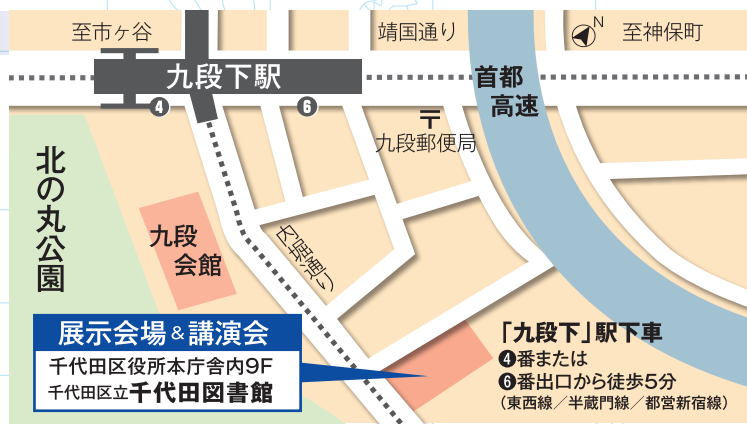 至市ヶ谷
靖国通り
N
至神保町
九段下駅
首都
高速
4
6
〒
九段郵便局
北の丸公園
九段
会館
内堀通り
展示会場&講演会
千代田区役所本庁舎内9F
千代田区立千代田図書館
「九段下」駅下車
❹番または
❻番出口から徒歩5分
(東西線/半蔵門線/都営新宿線)